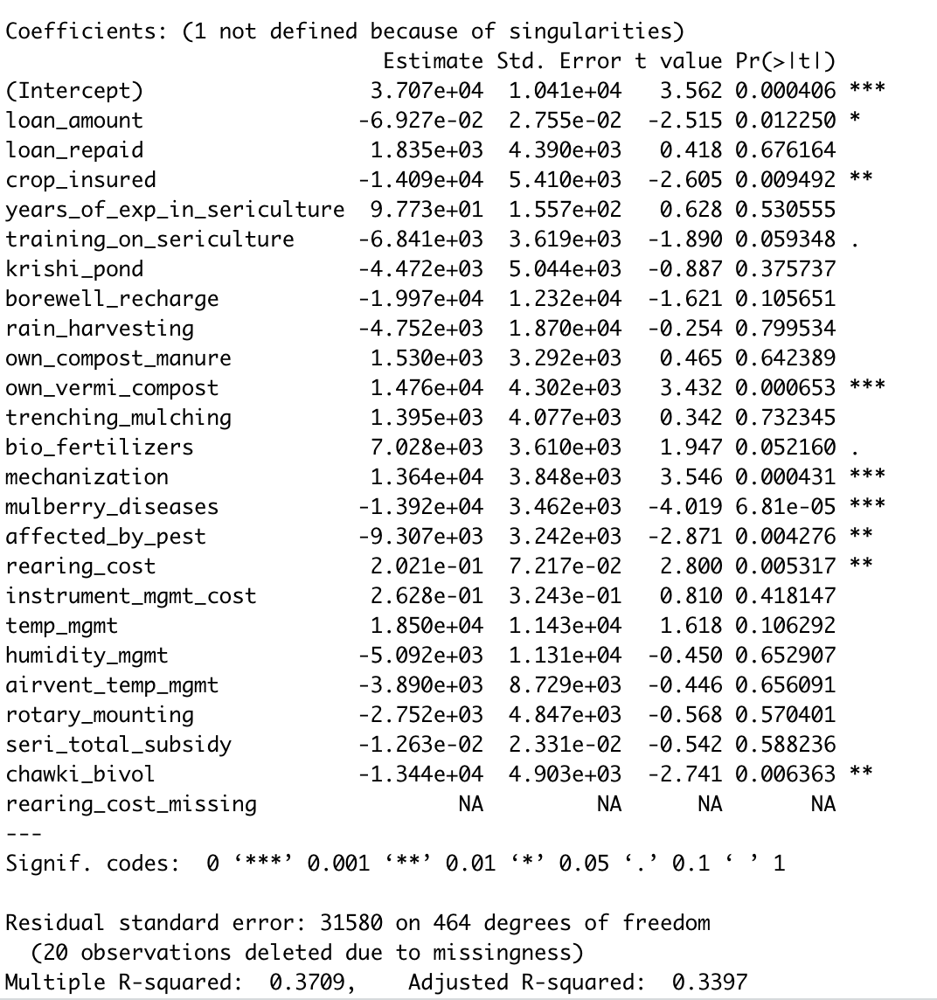 Coefficients: (1 not defined because of singularities)
Estimate Std. Error t value Pr(>|t|)
(Intercept) 3.707e+04 1.041e+04 3.562 0.000406 ***
loan_amount -6.927e-02 2.755e-02 -2.515 0.012250 *
loan_repaid 1.835e+03 4.390e+03 0.418 0.676164
crop_insured -1.409e+04 5.410e+03 -2.605 0.009492 **
years_of_exp_in_sericulture 9.773e+01 1.557e+02 0.628 0.530555
training_on_sericulture -6.841e+03 3.619e+03 -1.890 0.059348 .
krishi_pond -4.472e+03 5.044e+03 -0.887 0.375737
borewell_recharge -1.997e+04 1.232e+04 -1.621 0.105651
rain_harvesting -4.752e+03 1.870e+04 -0.254 0.799534
own_compost_manure 1.530e+03 3.292e+03 0.465 0.642389
own_vermi_compost 1.476e+04 4.302e+03 3.432 0.000653 ***
trenching_mulching 1.395e+03 4.077e+03 0.342 0.732345
bio_fertilizers 7.028e+03 3.610e+03 1.947 0.052160 .
mechanization 1.364e+04 3.848e+03 3.546 0.000431 ***
mulberry_diseases -1.392e+04 3.462e+03 -4.019 6.81e-05 ***
affected_by_pest -9.307e+03 3.242e+03 -2.871 0.004276 **
rearing_cost 2.021e-01 7.217e-02 2.800 0.005317 **
instrument_mgmt_cost 2.628e-01 3.243e-01 0.810 0.418147
temp_mgmt 1.850e+04 1.143e+04 1.618 0.106292
humidity_mgmt -5.092e+03 1.131e+04 -0.450 0.652907
airvent_temp_mgmt -3.890e+03 8.729e+03 -0.446 0.656091
rotary_mounting -2.752e+03 4.847e+03 -0.568 0.570401
seri_total_subsidy -1.263e-02 2.331e-02 -0.542 0.588236
chawki_bivol -1.344e+04 4.903e+03 -2.741 0.006363 **
rearing_cost_missing NA NA NA NA
---
Signif. codes: 0 ‘***’ 0.001 ‘**’ 0.01 ‘*’ 0.05 ‘.’ 0.1 ‘ ’ 1
Residual standard error: 31580 on 464 degrees of freedom
(20 observations deleted due to missingness)
Multiple R-squared: 0.3709, Adjusted R-squared: 0.3397